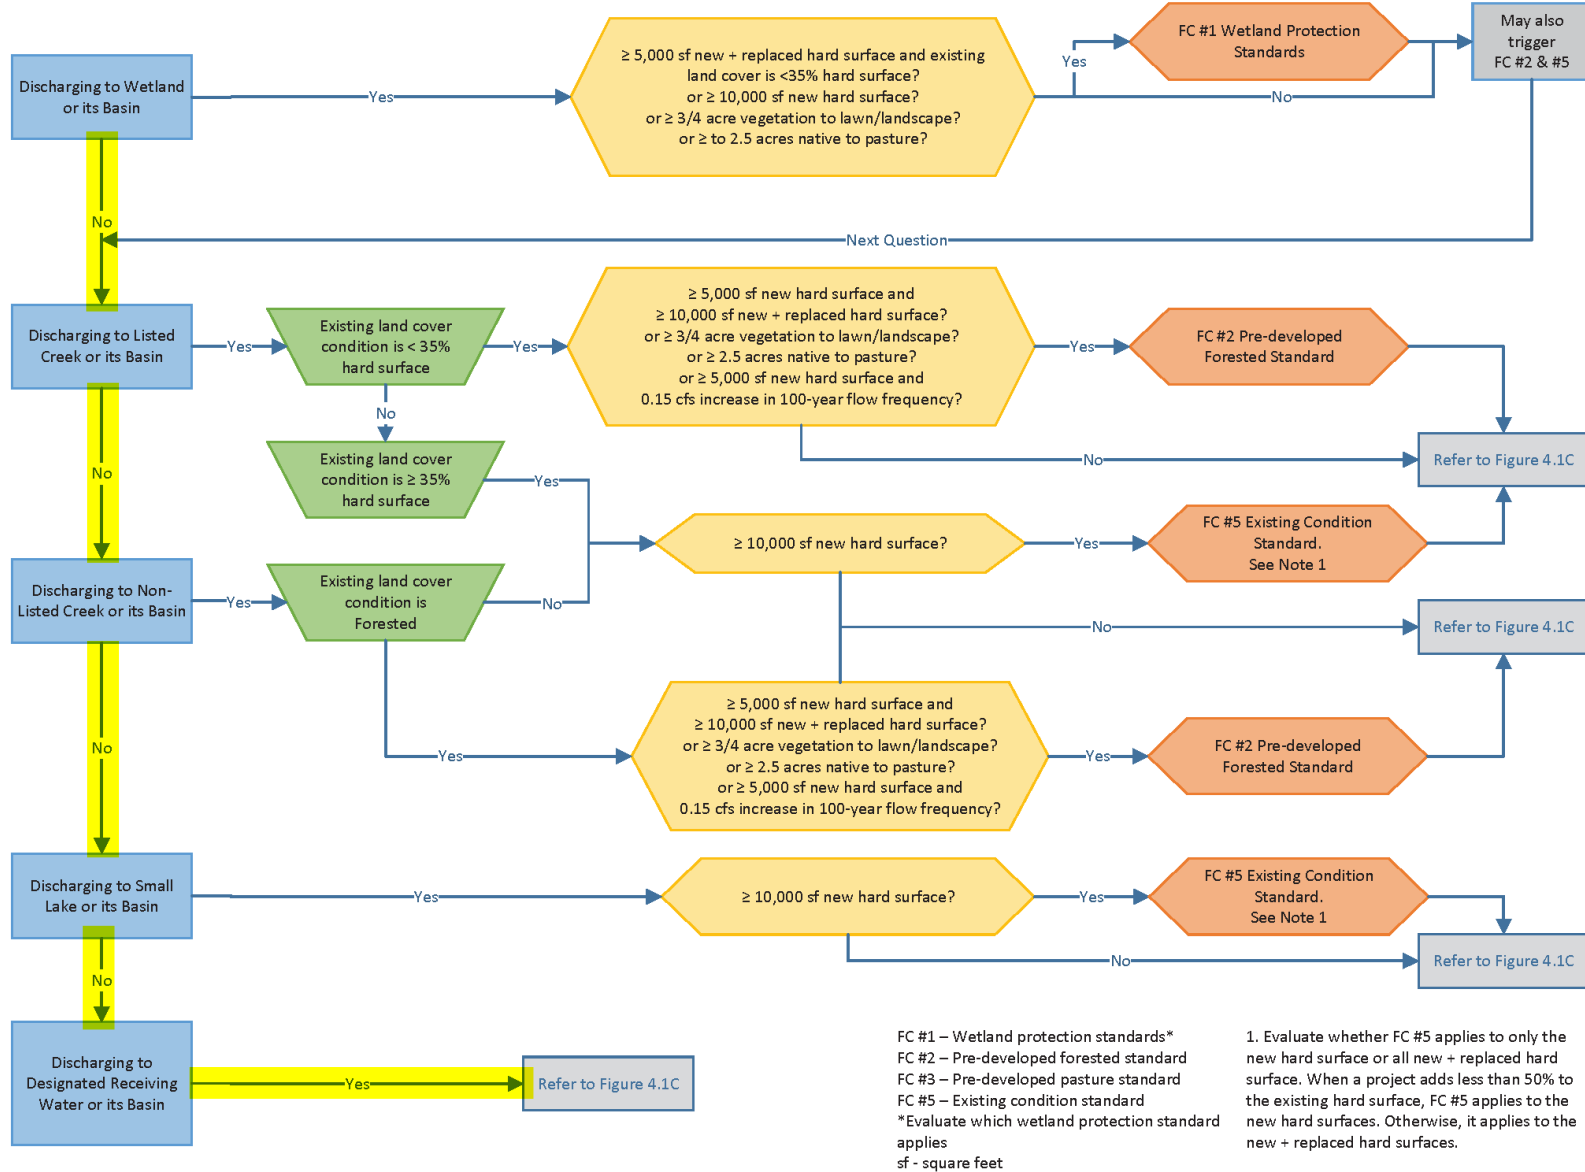 Discharging to Wetland
or its Basin
Yes
≥ 5,000 sf new + replaced hard surface and existing
land cover is <35% hard surface?
or ≥ 10,000 sf new hard surface?
or ≥ 3/4 acre vegetation to lawn/landscape?
or ≥ to 2.5 acres native to pasture?
Yes
No
FC #1 Wetland Protection
Standards
May also
trigger
FC #2 & #5
No
Next Question
Discharging to Listed
Creek or its Basin
Yes
Existing land cover
condition is < 35%
hard surface
Yes
≥ 5,000 sf new hard surface and
≥ 10,000 sf new + replaced hard surface?
or ≥ 3/4 acre vegetation to lawn/landscape?
or ≥ 2.5 acres native to pasture?
or ≥ 5,000 sf new hard surface and
0.15 cfs increase in 100-year flow frequency?
Yes
FC #2 Pre-developed
Forested Standard
No
No
Refer to Figure 4.1C
Existing land cover
condition is ≥ 35%
hard surface
Yes
No
≥ 10,000 sf new hard surface?
Yes
FC #5 Existing Condition
Standard.
See Note 1
Discharging to Non-
Listed Creek or its Basin
Yes
Existing land cover
condition is
Forested
No
No
Refer to Figure 4.1C
Yes
≥ 5,000 sf new hard surface and
≥ 10,000 sf new + replaced hard surface?
or ≥ 3/4 acre vegetation to lawn/landscape?
or ≥ 2.5 acres native to pasture?
or ≥ 5,000 sf new hard surface and
0.15 cfs increase in 100-year flow frequency?
Yes
FC #2 Pre-developed
Forested Standard
No
Discharging to Small
Lake or its Basin
Yes
≥ 10,000 sf new hard surface?
Yes
FC #5 Existing Condition
Standard.
See Note 1
No
Refer to Figure 4.1C
No
Discharging to
Designated Receiving
Water or its Basin
Yes
Refer to Figure 4.1C
FC #1 – Wetland protection standards*
FC #2 – Pre-developed forested standard
FC #3 – Pre-developed pasture standard
FC #5 – Existing condition standard
*Evaluate which wetland protection standard
applies
sf - square feet
1. Evaluate whether FC #5 applies to only the
new hard surface or all new + replaced hard
surface. When a project adds less than 50% to
the existing hard surface, FC #5 applies to the
new hard surfaces. Otherwise, it applies to the
new + replaced hard surfaces.